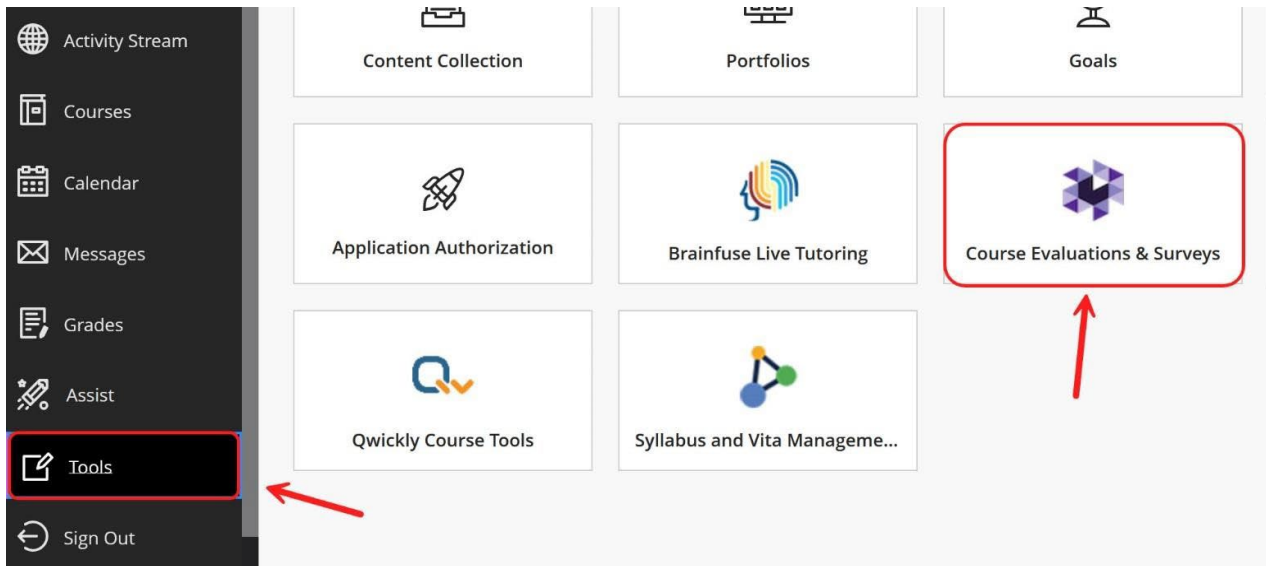 Activity Stream
Courses
Calendar
Messages
Grades
Assist
Tools
Sign Out
Content Collection
Portfolios
Goals
Application Authorization
Brainfuse Live Tutoring
Course Evaluations & Surveys
Qwickly Course Tools
Syllabus and Vita Manageme...